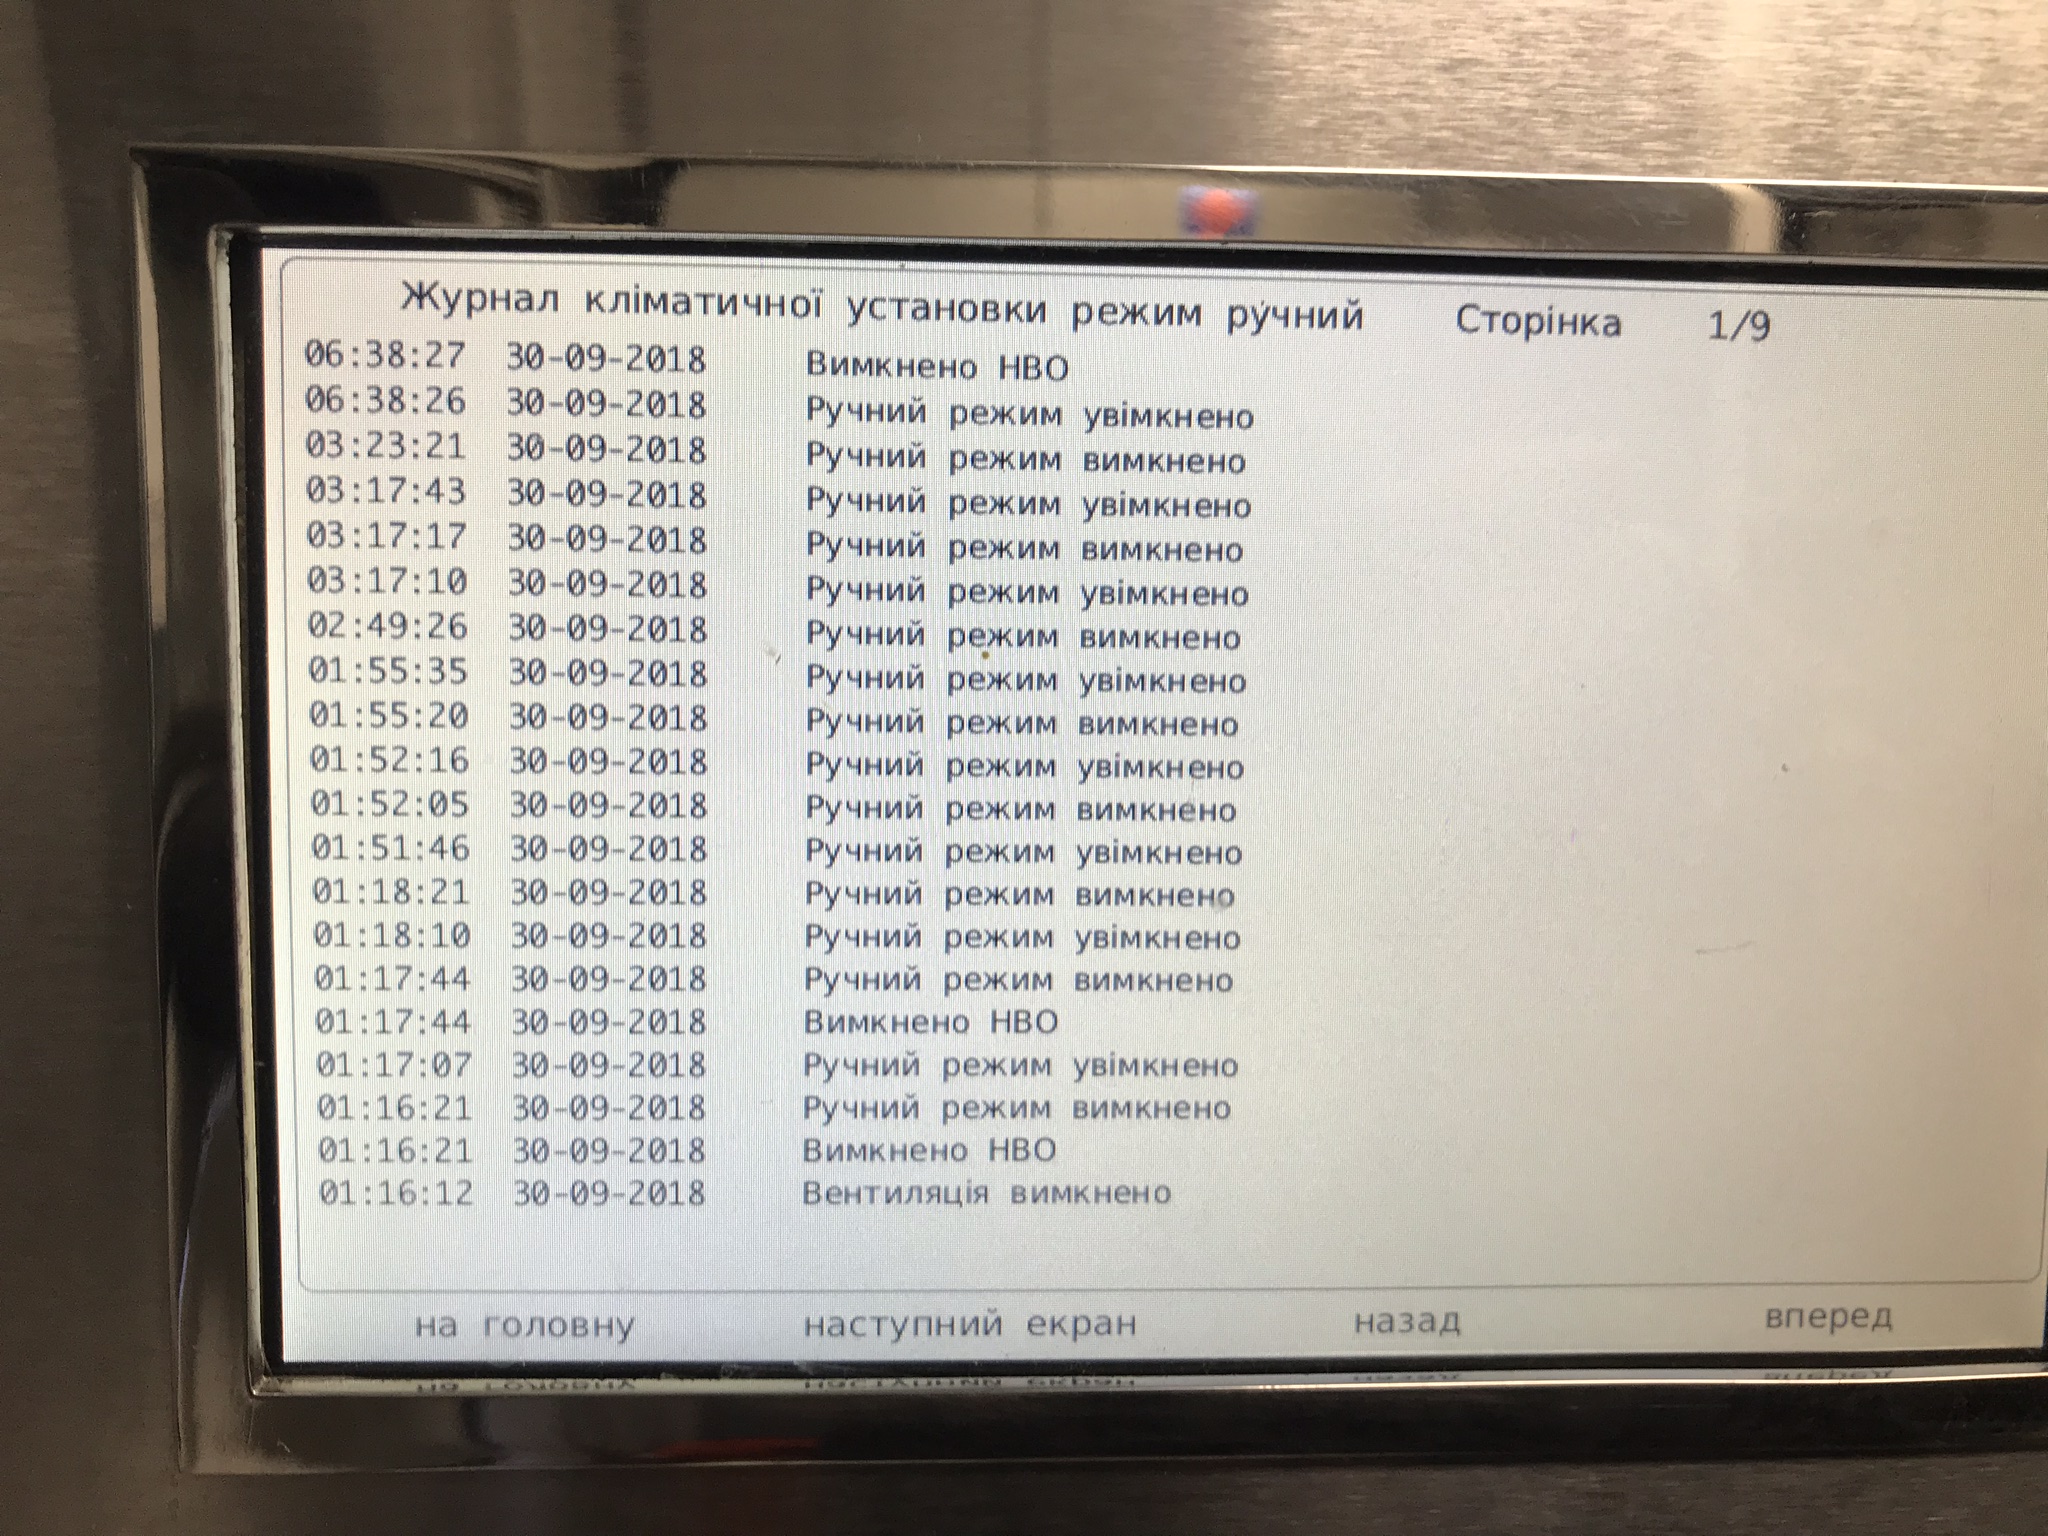 Журнал кліматичної установки режим ручний Сторінка 1/9
06:38:27 30-09-2018 Вимкнено НВО
06:38:26 30-09-2018 Ручний режим увімкнено
03:23:21 30-09-2018 Ручний режим вимкнено
03:17:43 30-09-2018 Ручний режим увімкнено
03:17:17 30-09-2018 Ручний режим вимкнено
03:17:10 30-09-2018 Ручний режим увімкнено
02:49:26 30-09-2018 Ручний режим вимкнено
01:55:35 30-09-2018 Ручний режим увімкнено
01:55:20 30-09-2018 Ручний режим вимкнено
01:52:16 30-09-2018 Ручний режим увімкнено
01:52:05 30-09-2018 Ручний режим вимкнено
01:51:46 30-09-2018 Ручний режим увімкнено
01:18:21 30-09-2018 Ручний режим вимкнено
01:18:10 30-09-2018 Ручний режим увімкнено
01:17:44 30-09-2018 Ручний режим вимкнено
01:17:44 30-09-2018 Вимкнено НВО
01:17:07 30-09-2018 Ручний режим увімкнено
01:16:21 30-09-2018 Ручний режим вимкнено
01:16:21 30-09-2018 Вимкнено НВО
01:16:12 30-09-2018 Вентиляція вимкнено
на головну наступний екран назад вперед